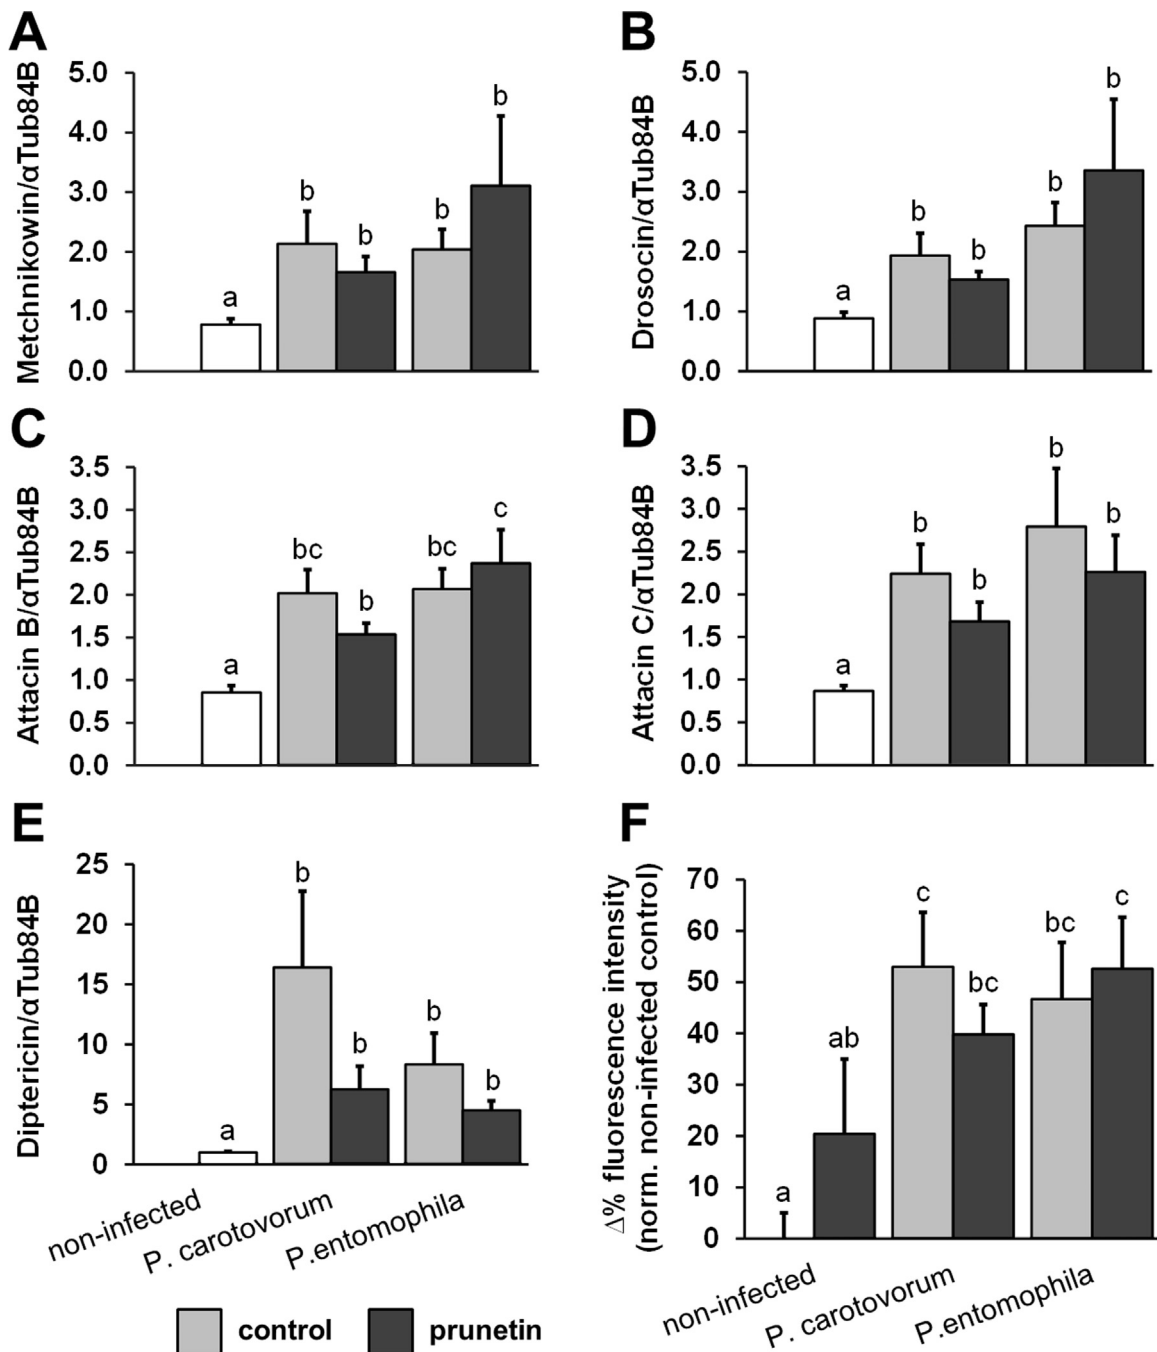 A
Metchnikowin/αTub84B
5.0
4.0
3.0
2.0
1.0
0.0
a
b
b
b
b
B
Drosocin/αTub84B
5.0
4.0
3.0
2.0
1.0
0.0
a
b
b
b
b
C
Attacin B/αTub84B
3.5
3.0
2.5
2.0
1.5
1.0
0.5
0.0
a
bc
b
bc
c
D
Attacin C/αTub84B
3.5
3.0
2.5
2.0
1.5
1.0
0.5
0.0
a
b
b
b
b
E
Diptericin/αTub84B
25
20
15
10
5
0
a
b
b
b
b
non-infected
P. carotovorum
P.entomophila
F
Δ% fluorescence intensity
(norm. non-infected control)
70
60
50
40
30
20
10
0
a
ab
c
bc
bc
c
non-infected
P. carotovorum
P.entomophila
control
prunetin